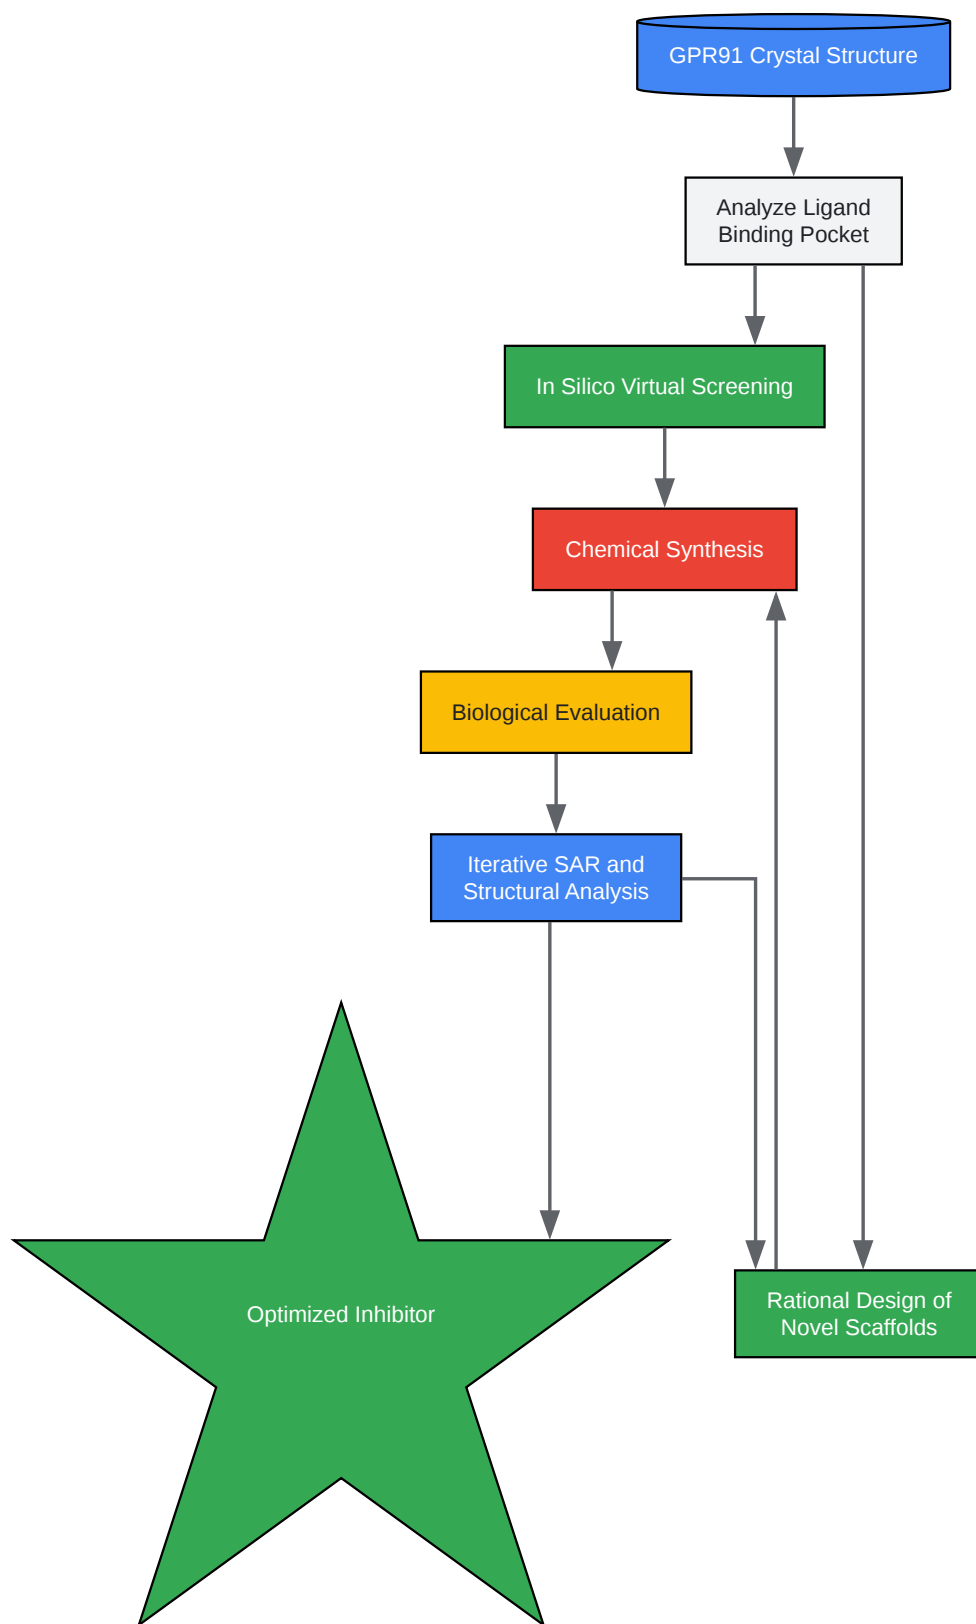 GPR91 Crystal Structure
Analyze Ligand
Binding Pocket
In Silico Virtual Screening
Chemical Synthesis
Biological Evaluation
Iterative SAR and
Structural Analysis
Optimized Inhibitor
Rational Design of
Novel Scaffolds